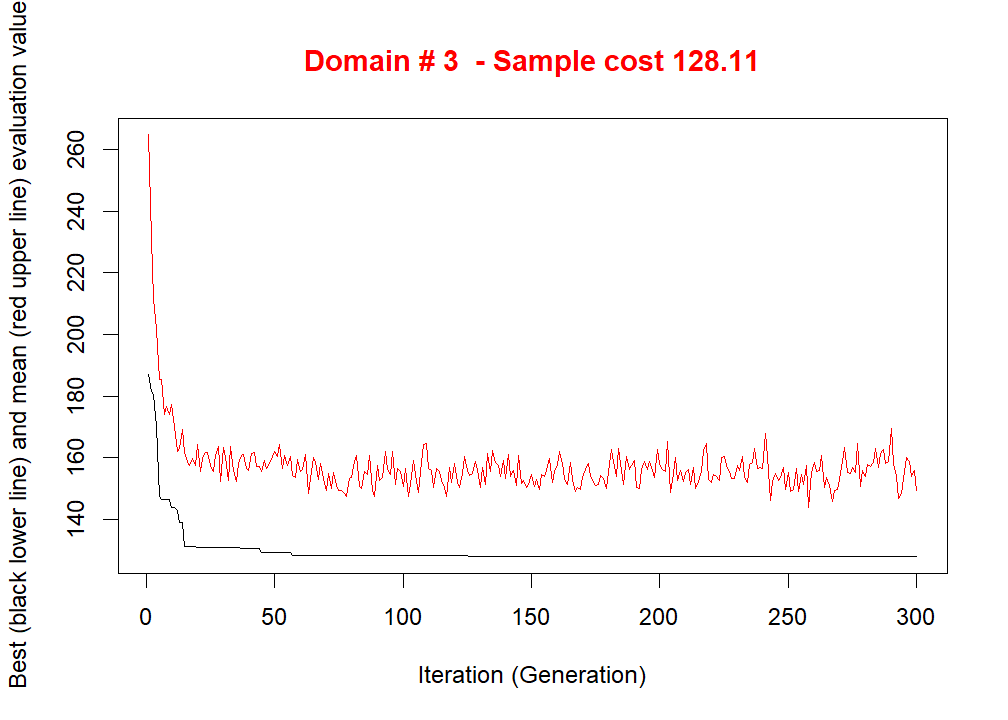 Domain # 3  - Sample cost 128.11
Best (black lower line) and mean (red upper line) evaluation value
260
240
220
200
180
160
140
0 50 100 150 200 250 300
Iteration (Generation)